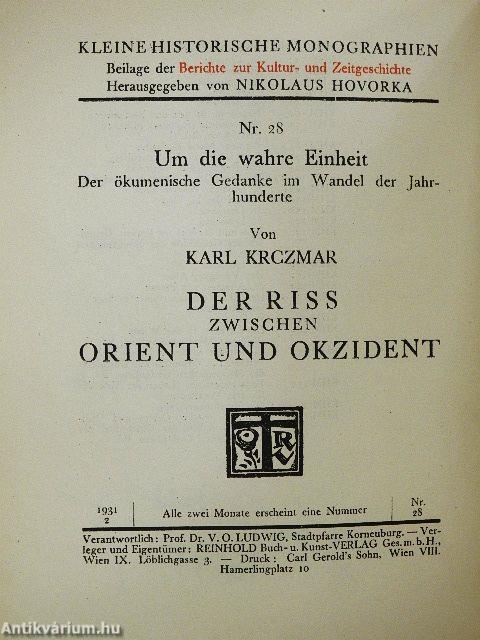 KLEINE HISTORISCHE MONOGRAPHIEN
Beilage der Berichte zur Kultur- und Zeitgeschichte
Herausgegeben von NIKOLAUS HOVORKA
Nr. 28
Um die wahre Einheit
Der ökumenische Gedanke im Wandel der Jahr-
hunderte
Von
KARL KRCZMAR
DER RISS
ZWISCHEN
ORIENT UND OKZIDENT
R
V
1931
2
Alle zwei Monate erscheint eine Nummer
Nr.
28
Verantwortlich: Prof. Dr. V. O. LUDWIG, Stadtpfarre Korneuburg. — Ver-
leger und Eigentümer: REINHOLD Buch- u. Kunst-VERLAG Ges. m. b. H.,
Wien IX. Löblichgasse 3. — Druck: Carl Gerold's Sohn, Wien VIII.
Hamerlingplatz 10
Antikvárium.hu